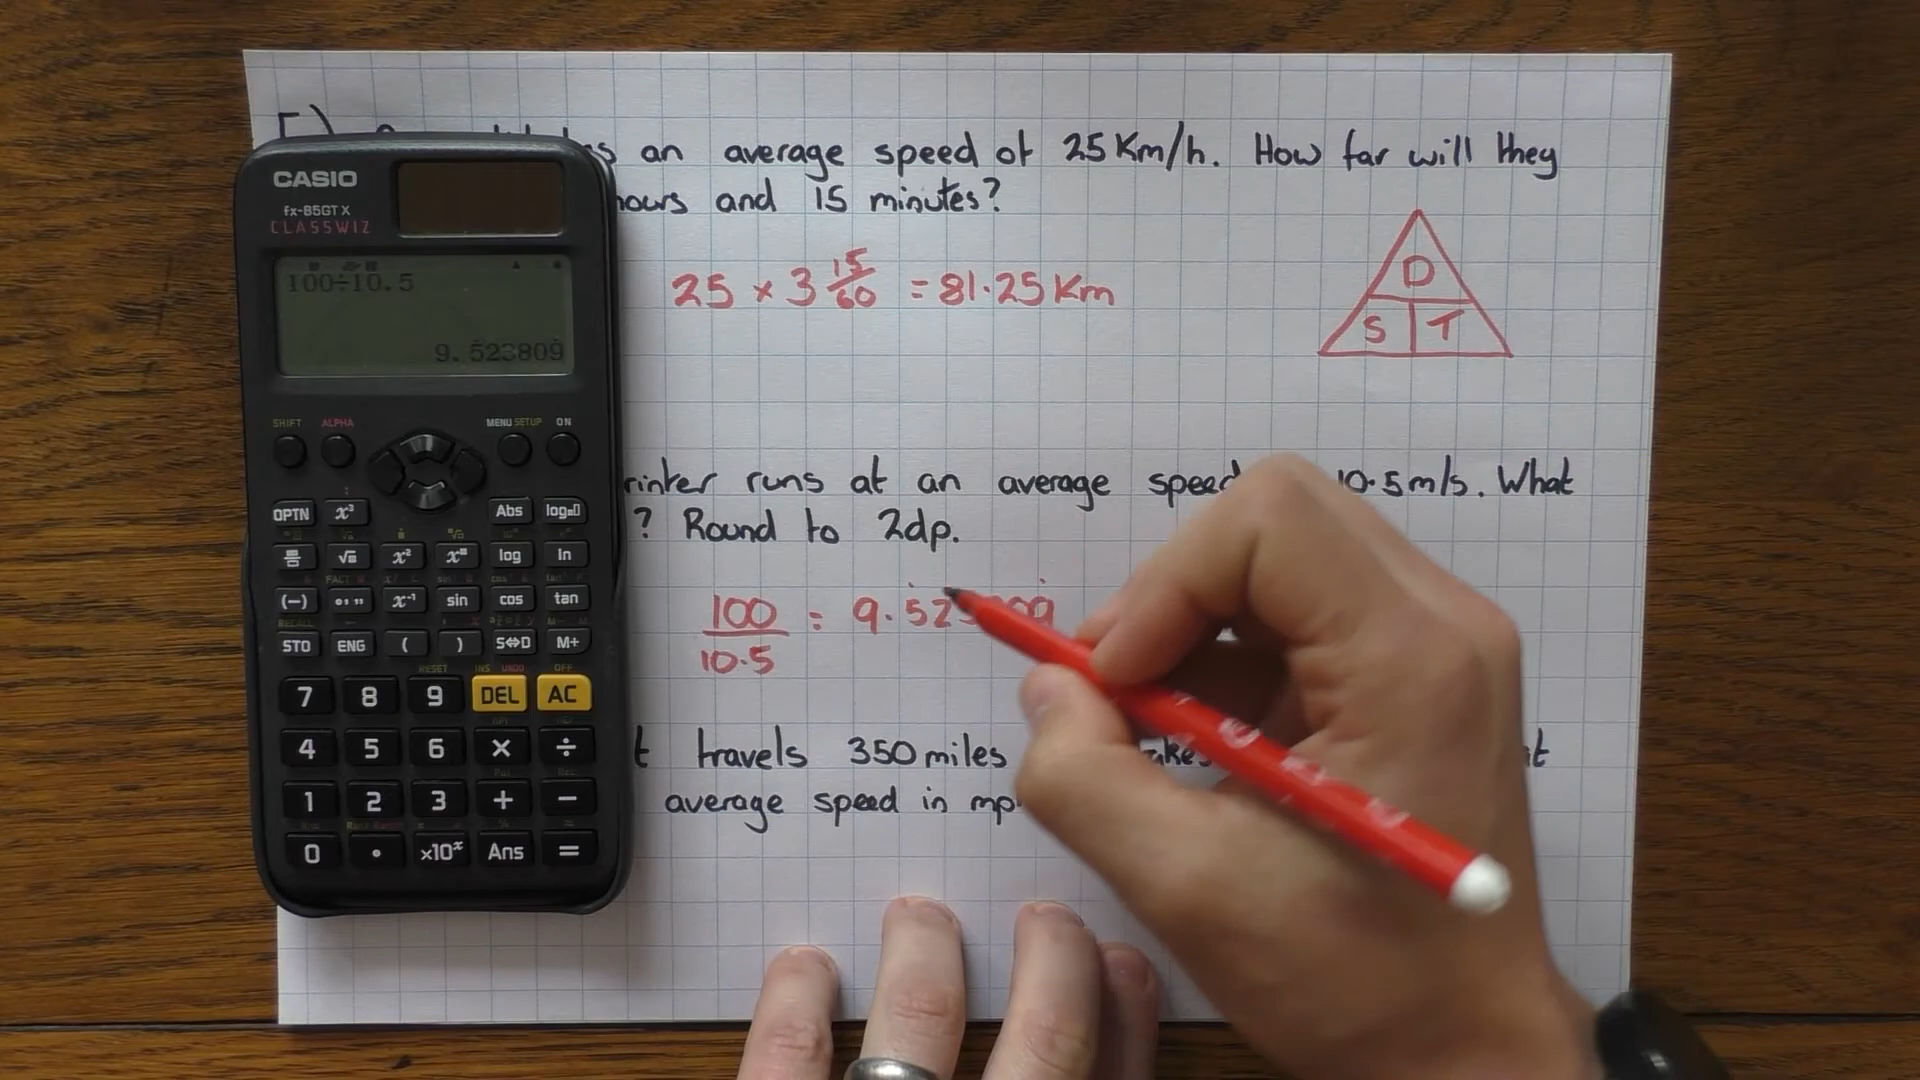 an average speed of 25 Km/h. How far will they
hours and 15 minutes?
25 × 3 15/60 = 81.25 Km
D
S T
runs at an average speed 10.5 m/s. What
? Round to 2dp.
100/10.5 = 9.52
travels 350 miles
average speed in
CASIO
fx-85GT X
CLASSWIZ
100÷10.5
9.523809
SHIFT ALPHA MENU SETUP ON
OPTN x³ Abs log
√ x² log ln
(−) x⁻¹ sin cos tan
STO ENG ( ) S⇔D M+
7 8 9 DEL AC
4 5 6 × ÷
1 2 3 + −
0 • ×10ˣ Ans =